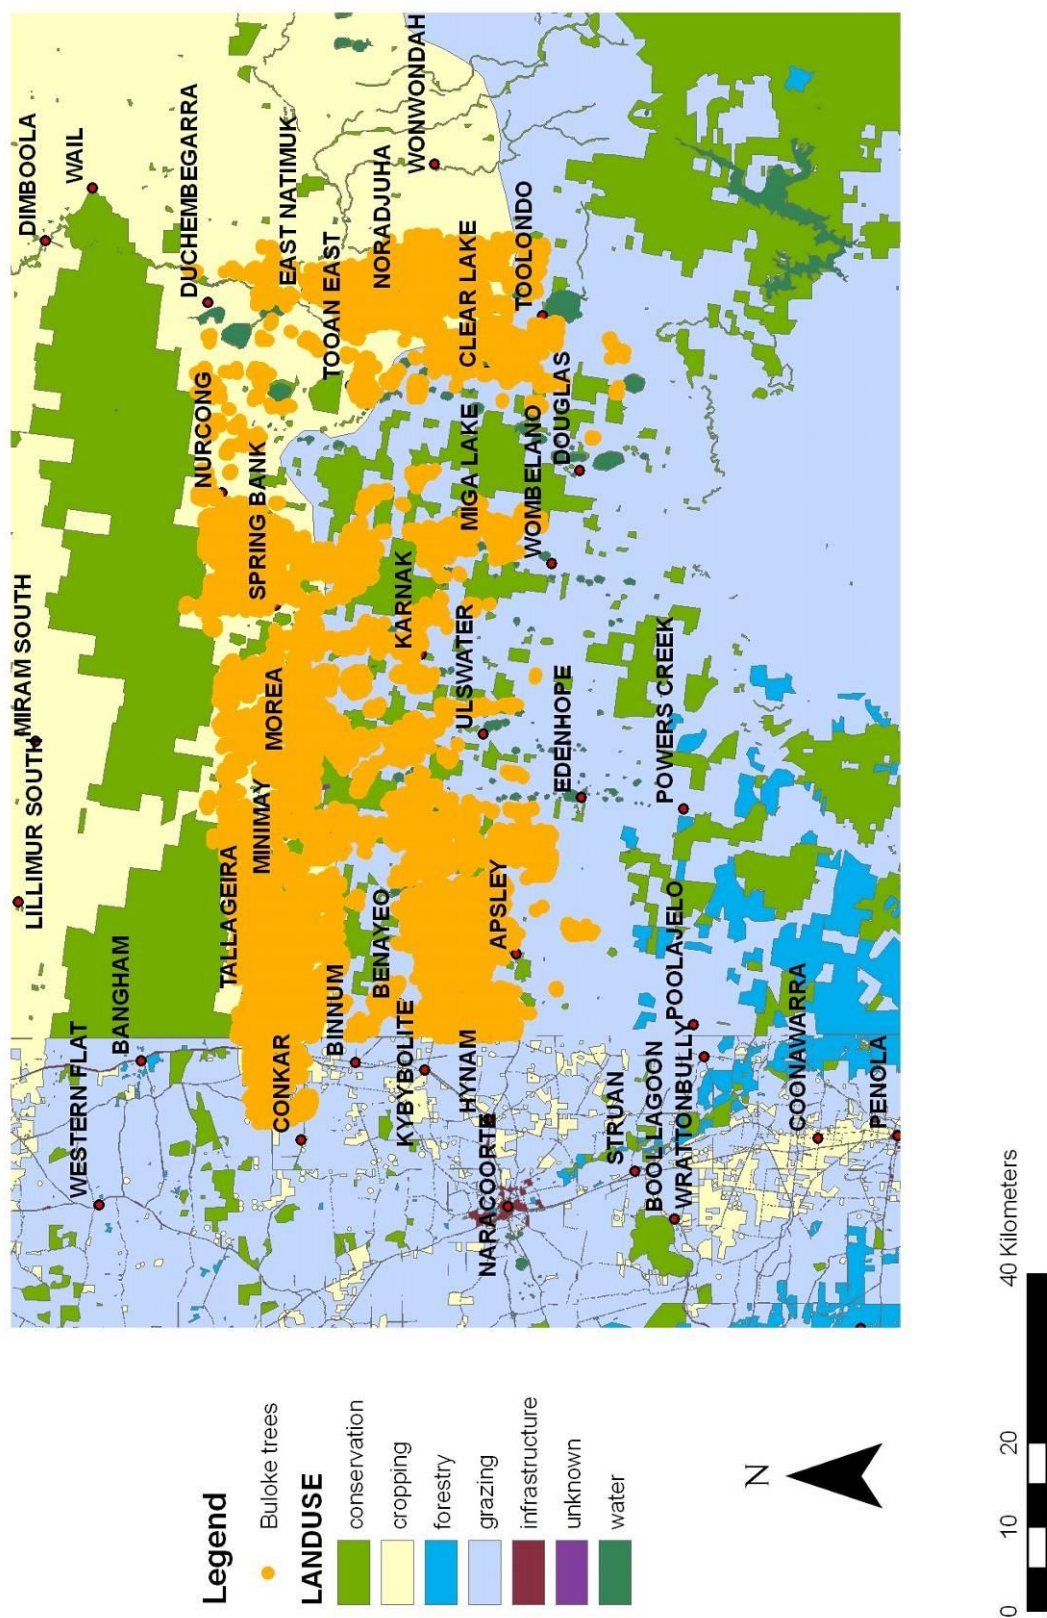 DIMBOOLA
WAIL
LILLIMUR SOUTH
MIRAM SOUTH
WESTERN FLAT
BANGHAM
DUCHEMBEGARRA
NURCONG
EAST NATIMUK
TALLAGEIRA
SPRING BANK
MINIMAY
MOREA
TOOAN EAST
CONKAR
BINNUM
NORADJUHA
WONWONDAH
BENAYEO
KARNAK
KYBYBOLITE
CLEAR LAKE
MIGA LAKE
ULSWATER
HYNAM
APSLEY
NARACOORTE
TOOLONDO
WOMBELANO
DOUGLAS
EDENHOPE
STRUAN
POWERS CREEK
BOOL LAGOON
POOLAJELO
WRATTONBULLY
COONAWARRA
PENOLA
Legend
Buloke trees
LANDUSE
conservation
cropping
forestry
grazing
infrastructure
unknown
water
N
0 10 20 40 Kilometers